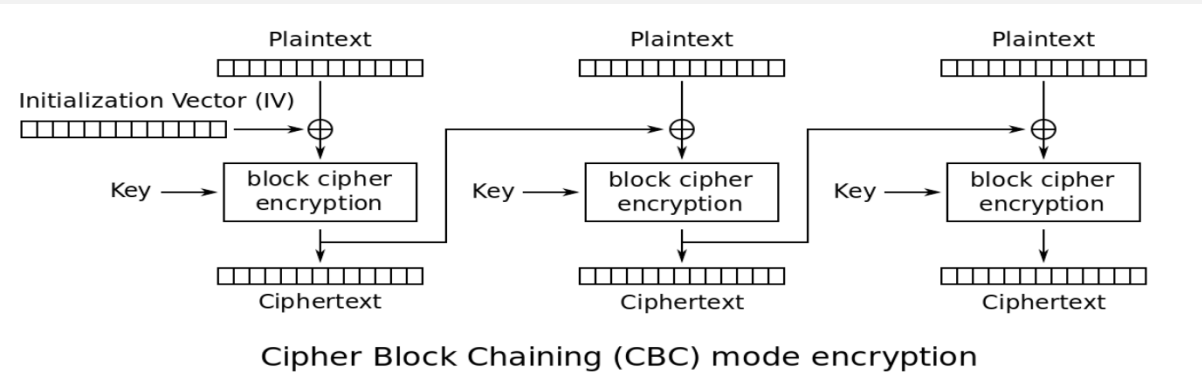 Plaintext
Plaintext
Plaintext
Initialization Vector (IV)
Key
block cipher
encryption
Key
block cipher
encryption
Key
block cipher
encryption
Ciphertext
Ciphertext
Ciphertext
Cipher Block Chaining (CBC) mode encryption